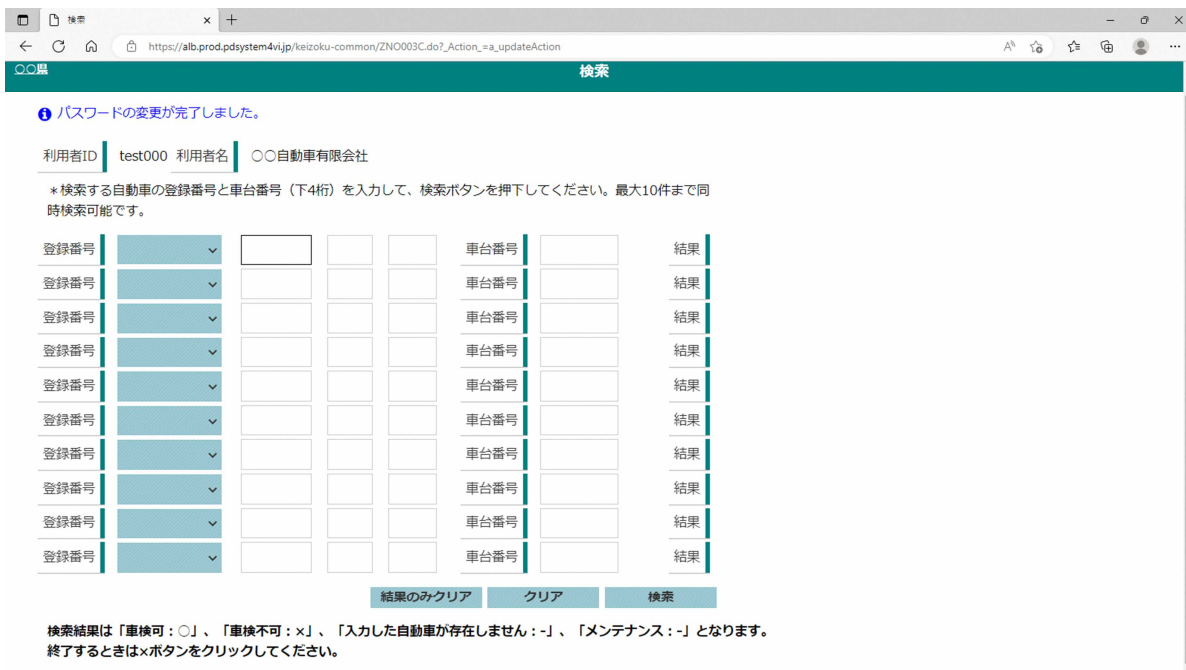 検索
https://alb.prod.pdsystem4vi.jp/keizoku-common/ZNO003C.do?_Action_=a_updateAction
○○県 検索
パスワードの変更が完了しました。
利用者ID test000 利用者名 ○○自動車有限会社
*検索する自動車の登録番号と車台番号（下4桁）を入力して、検索ボタンを押下してください。最大10件まで同
時検索可能です。
登録番号 車台番号 結果
登録番号 車台番号 結果
登録番号 車台番号 結果
登録番号 車台番号 結果
登録番号 車台番号 結果
登録番号 車台番号 結果
登録番号 車台番号 結果
登録番号 車台番号 結果
登録番号 車台番号 結果
登録番号 車台番号 結果
結果のみクリア クリア 検索
検索結果は「車検可：○」、「車検不可：×」、「入力した自動車が存在しません：-」、「メンテナンス：-」となります。
終了するときは×ボタンをクリックしてください。